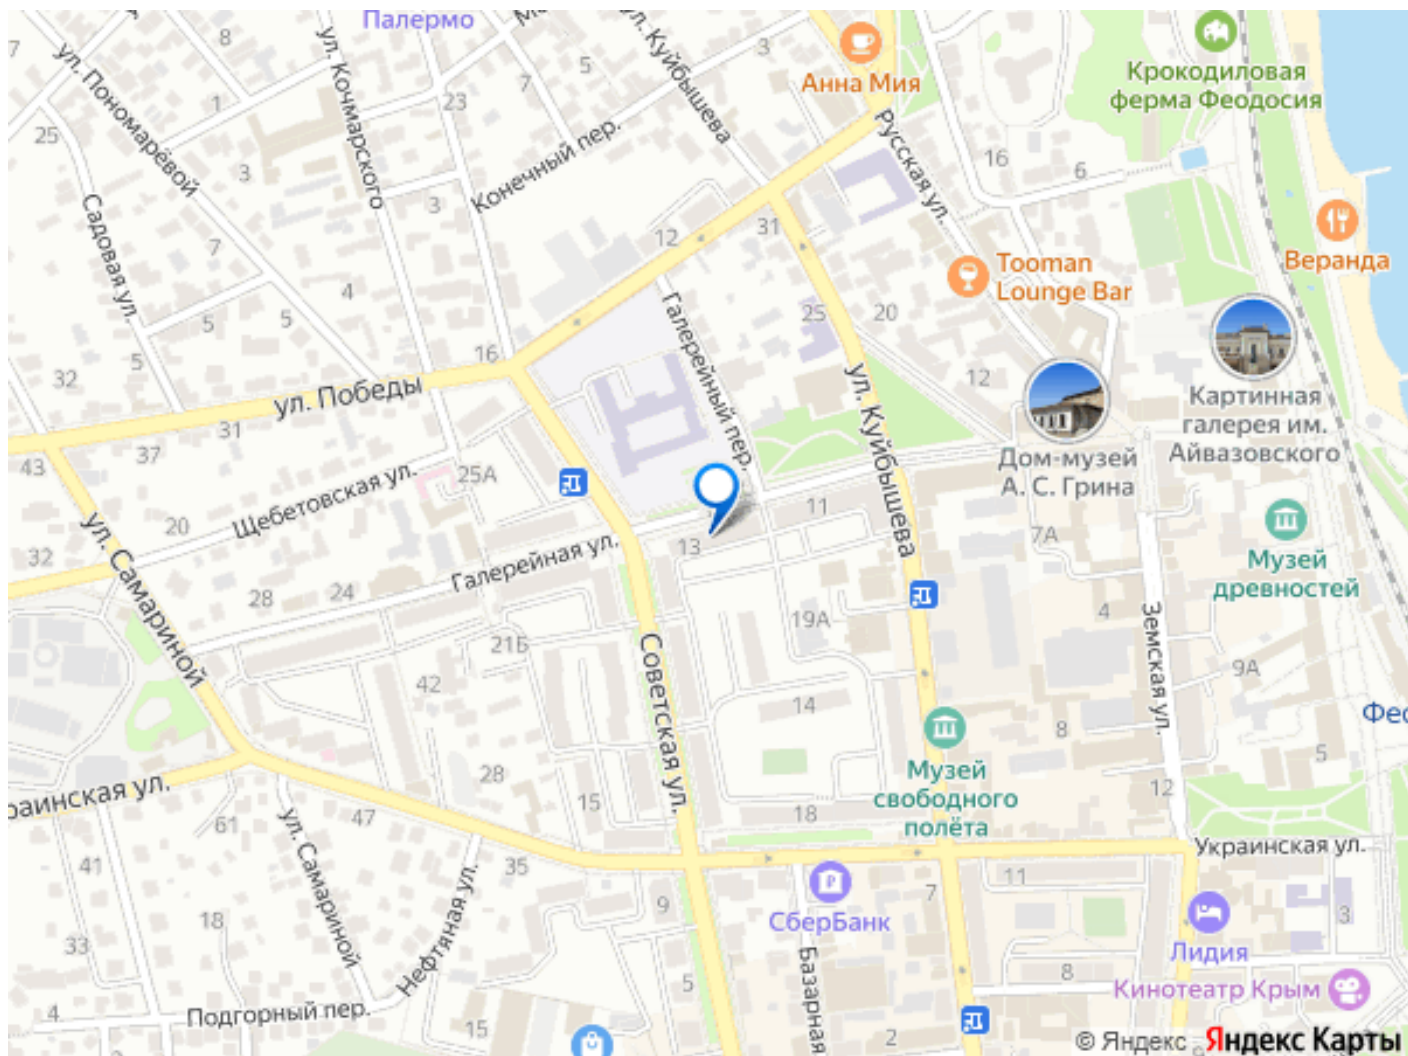 Палермо
8
7
ул. Пономарёвой
ул. Кочмарского
ул. Куйбышева
3
5
7
Анна Мия
Крокодиловая
ферма Феодосия
1
23
25
Конечный пер.
Русская ул.
16
6
3
3
Садовая ул.
7
12
31
Веранда
Tooman
Lounge Bar
4
5
5
5
Галерейный пер.
25
20
16
32
12
ул. Победы
ул. Куйбышева
Картинная
галерея им.
Айвазовского
31
37
43
Дом-музей
А. С. Грина
25А
Щебетовская ул.
20
11
7А
32
13
Галерейная ул.
Музей
древностей
ул. Самариной
28
24
19А
4
Земская ул.
21Б
42
9А
Советская ул.
14
Феo
8
5
28
Музей
свободного
полёта
12
15
18
раинская ул.
61
47
ул. Самариной
Украинская ул.
41
35
Нефтяная ул.
9
7
11
СберБанк
3
18
33
Лидия
Базарная
5
8
Кинотеатр Крым
4
Подгорный пер.
15
2
© Яндекс Яндекс Карты